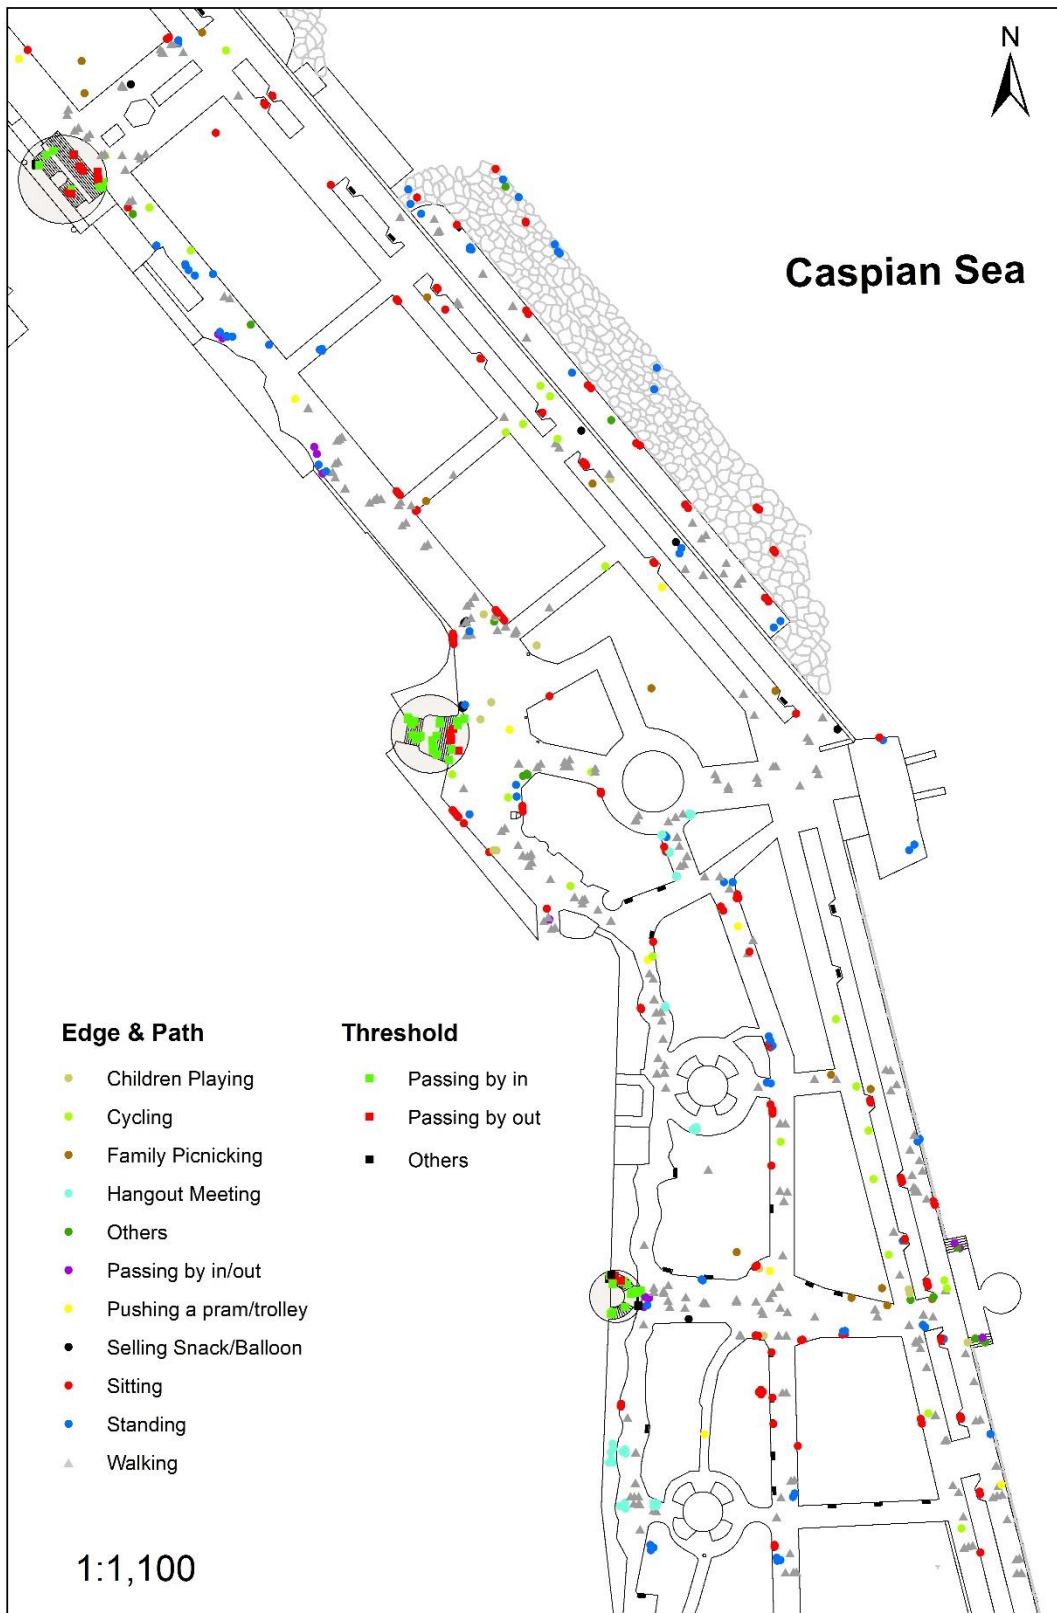 N
Caspian Sea
Edge & Path
Children Playing
Cycling
Family Picnicking
Hangout Meeting
Others
Passing by in/out
Pushing a pram/trolley
Selling Snack/Balloon
Sitting
Standing
Walking
Threshold
Passing by in
Passing by out
Others
1:1,100